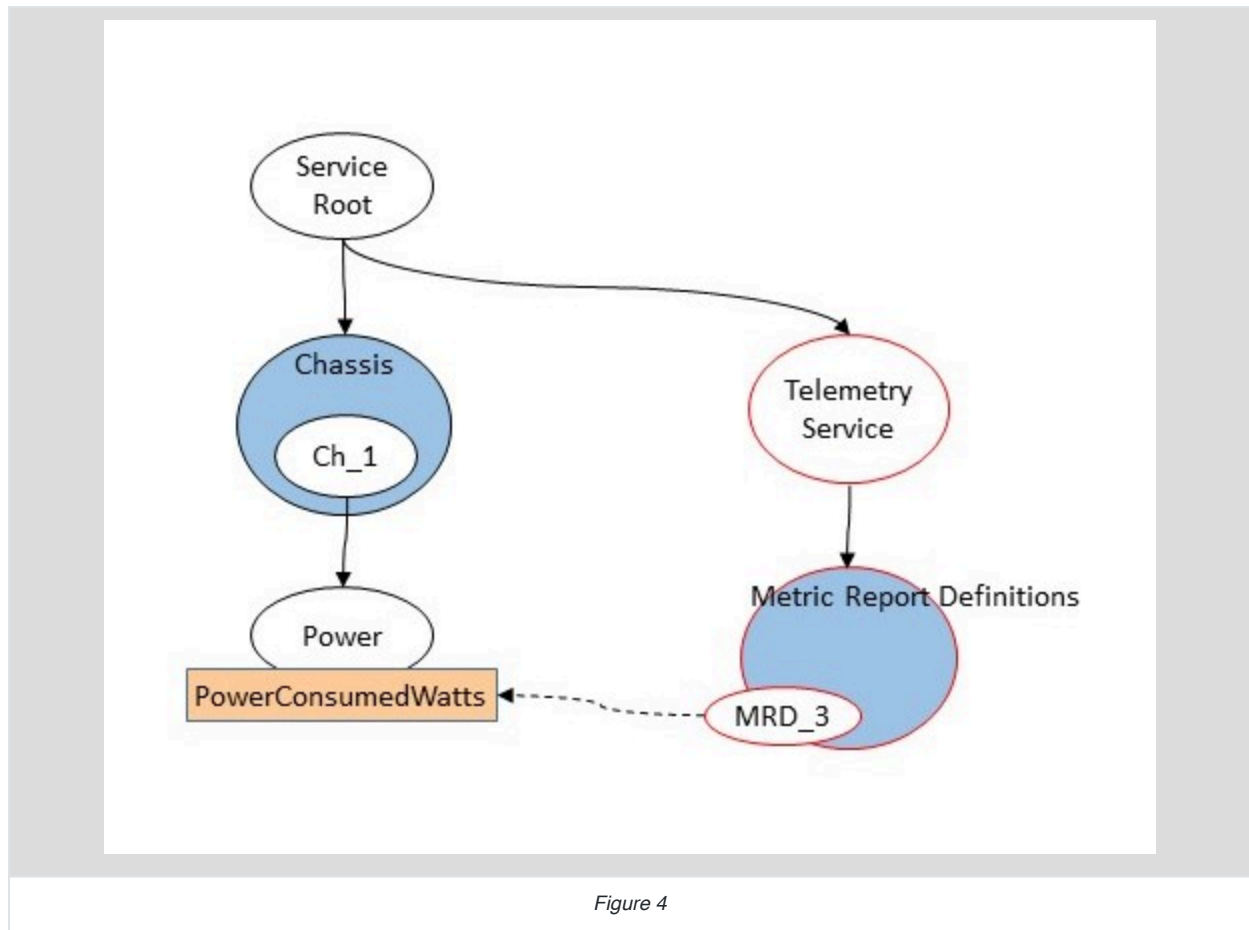 Service
Root
Chassis
Ch_1
Telemetry
Service
Power
PowerConsumedWatts
Metric Report Definitions
MRD_3
Figure 4